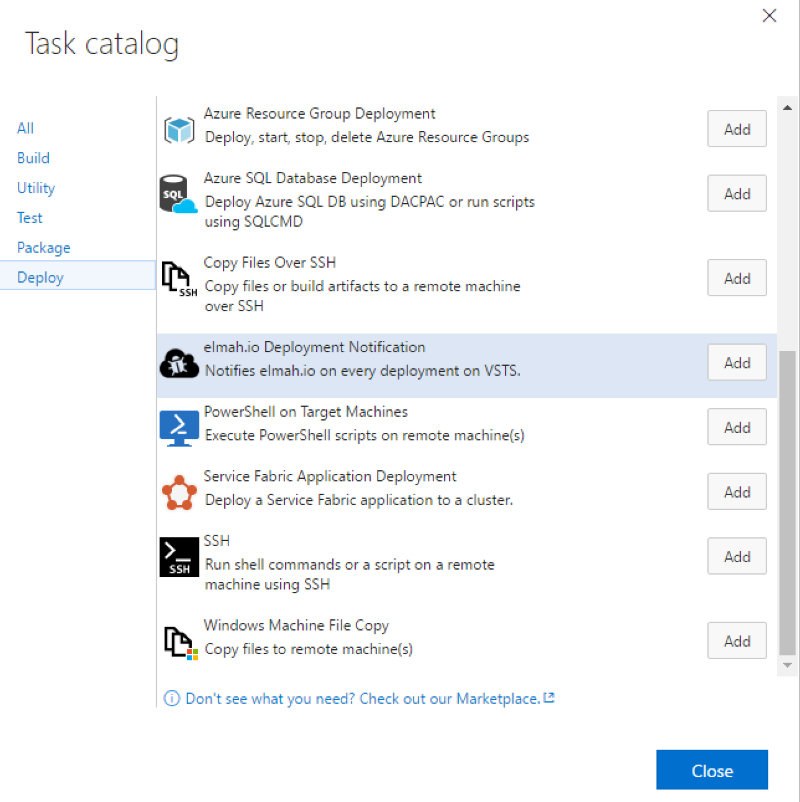 Task catalog
All
Build
Utility
Test
Package
Deploy
Azure Resource Group Deployment
Deploy, start, stop, delete Azure Resource Groups
Add
SQL
Azure SQL Database Deployment
Deploy Azure SQL DB using DACPAC or run scripts
using SQLCMD
Add
SSH
Copy Files Over SSH
Copy files or build artifacts to a remote machine
over SSH
Add
elmah.io Deployment Notification
Notifies elmah.io on every deployment on VSTS.
Add
PowerShell on Target Machines
Execute PowerShell scripts on remote machine(s)
Add
Service Fabric Application Deployment
Deploy a Service Fabric application to a cluster.
Add
SSH
SSH
Run shell commands or a script on a remote
machine using SSH
Add
Windows Machine File Copy
Copy files to remote machine(s)
Add
Don't see what you need? Check out our Marketplace.
Close